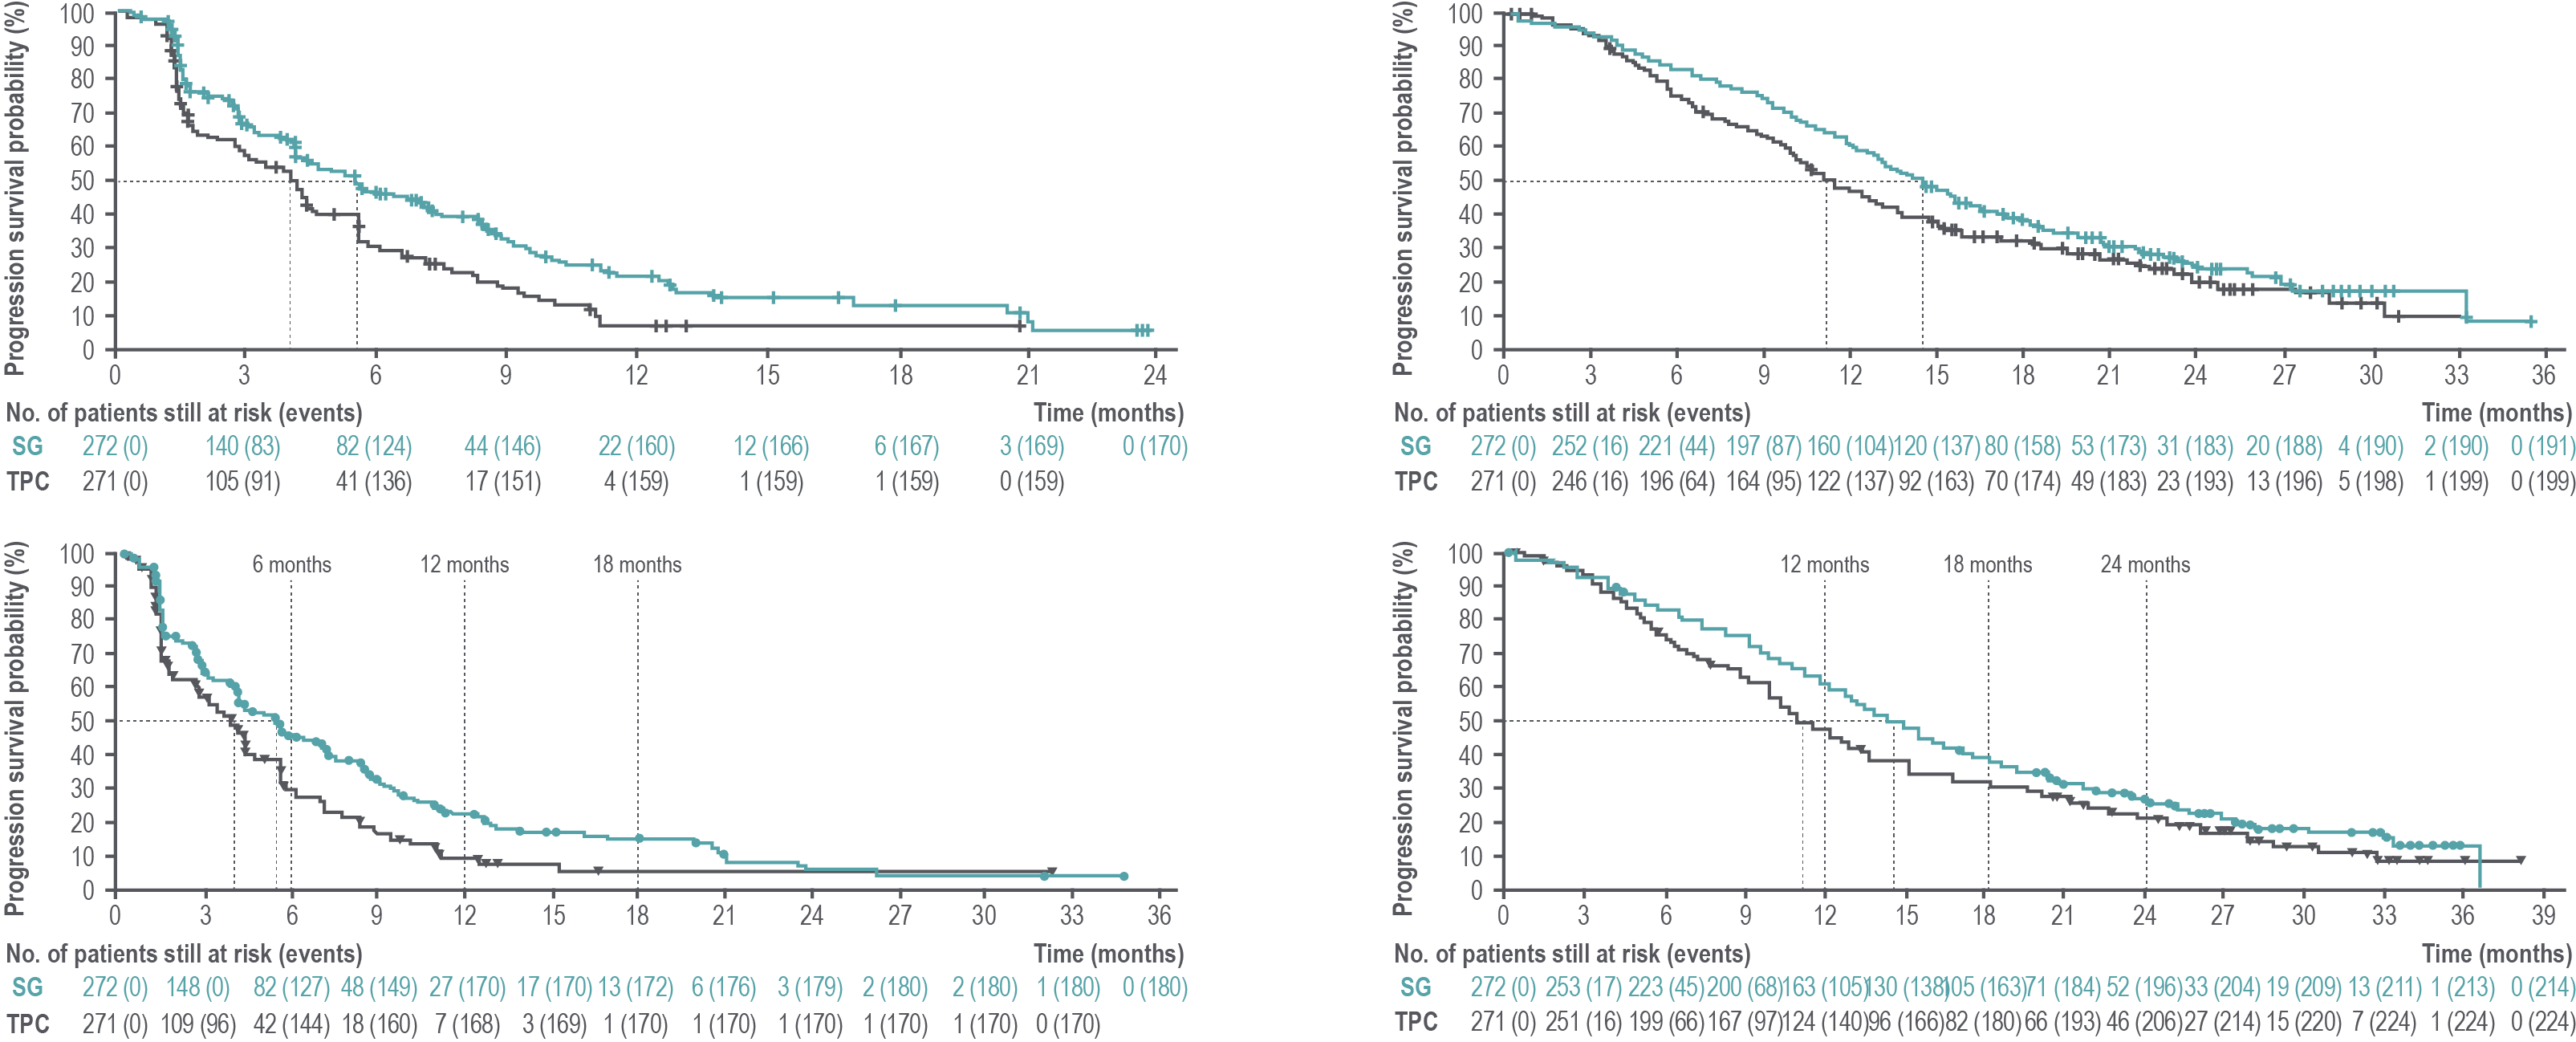 Progression survival probability (%)
100
90
80
70
60
50
40
30
20
10
0
0 3 6 9 12 15 18 21 24
No. of patients still at risk (events) Time (months)
SG 272 (0) 140 (83) 82 (124) 44 (146) 22 (160) 12 (166) 6 (167) 3 (169) 0 (170)
TPC 271 (0) 105 (91) 41 (136) 17 (151) 4 (159) 1 (159) 1 (159) 0 (159)
Progression survival probability (%)
100
90
80
70
60
50
40
30
20
10
0
0 3 6 9 12 15 18 21 24 27 30 33 36
No. of patients still at risk (events) Time (months)
SG 272 (0) 252 (16) 221 (44) 197 (87) 160 (104) 120 (137) 80 (158) 53 (173) 31 (183) 20 (188) 4 (190) 2 (190) 0 (191)
TPC 271 (0) 246 (16) 196 (64) 164 (95) 122 (137) 92 (163) 70 (174) 49 (183) 23 (193) 13 (196) 5 (198) 1 (199) 0 (199)
Progression survival probability (%)
100
90
80
70
60
50
40
30
20
10
0
6 months 12 months 18 months
0 3 6 9 12 15 18 21 24 27 30 33 36
No. of patients still at risk (events) Time (months)
SG 272 (0) 148 (0) 82 (127) 48 (149) 27 (170) 17 (170) 13 (172) 6 (176) 3 (179) 2 (180) 2 (180) 1 (180) 0 (180)
TPC 271 (0) 109 (96) 42 (144) 18 (160) 7 (168) 3 (169) 1 (170) 1 (170) 1 (170) 1 (170) 1 (170) 0 (170)
Progression survival probability (%)
100
90
80
70
60
50
40
30
20
10
0
12 months 18 months 24 months
0 3 6 9 12 15 18 21 24 27 30 33 36 39
No. of patients still at risk (events) Time (months)
SG 272 (0) 253 (17) 223 (45) 200 (68) 163 (105) 130 (138) 105 (163) 71 (184) 52 (196) 33 (204) 19 (209) 13 (211) 1 (213) 0 (214)
TPC 271 (0) 251 (16) 199 (66) 167 (97) 124 (140) 96 (166) 82 (180) 66 (193) 46 (206) 27 (214) 15 (220) 7 (224) 1 (224) 0 (224)